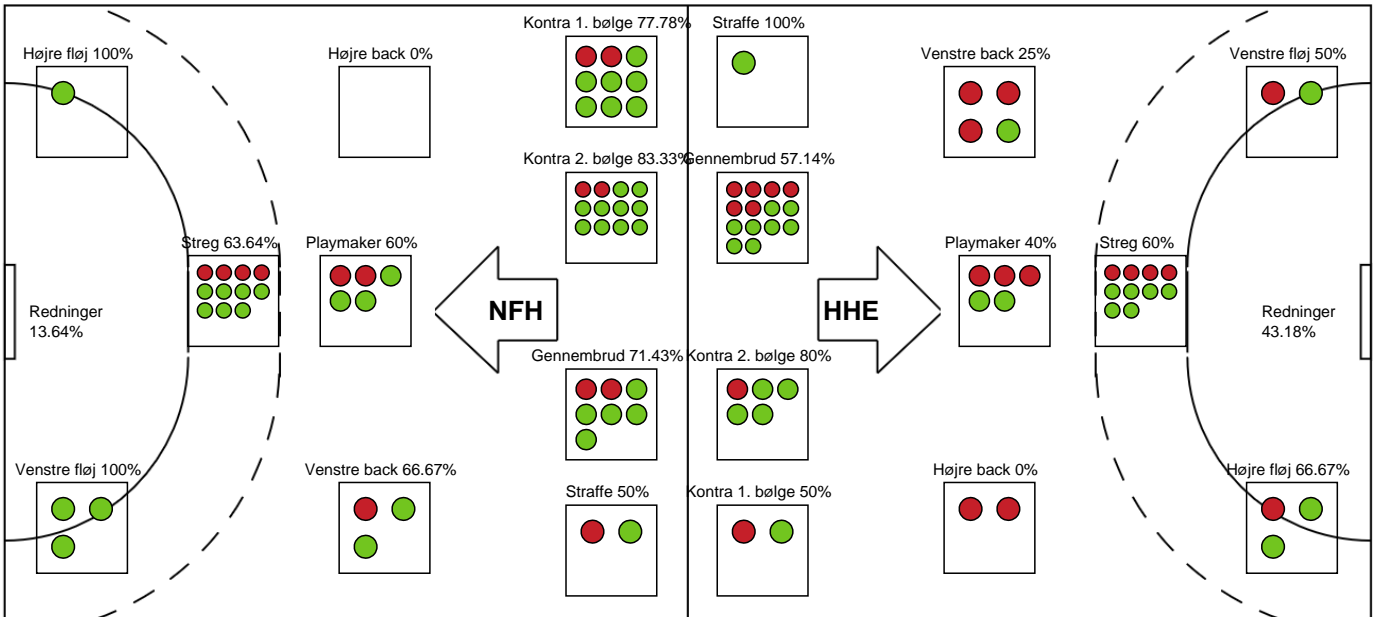 Kontra 1. bølge 77.78%
Straffe 100%
Højre fløj 100%
Højre back 0%
Venstre back 25%
Venstre fløj 50%
Kontra 2. bølge 83.33%
Gennembrud 57.14%
Streg 63.64%
Playmaker 60%
Playmaker 40%
Streg 60%
Redninger
13.64%
NFH
HHE
Redninger
43.18%
Gennembrud 71.43%
Kontra 2. bølge 80%
Venstre fløj 100%
Venstre back 66.67%
Højre back 0%
Højre fløj 66.67%
Straffe 50%
Kontra 1. bølge 50%